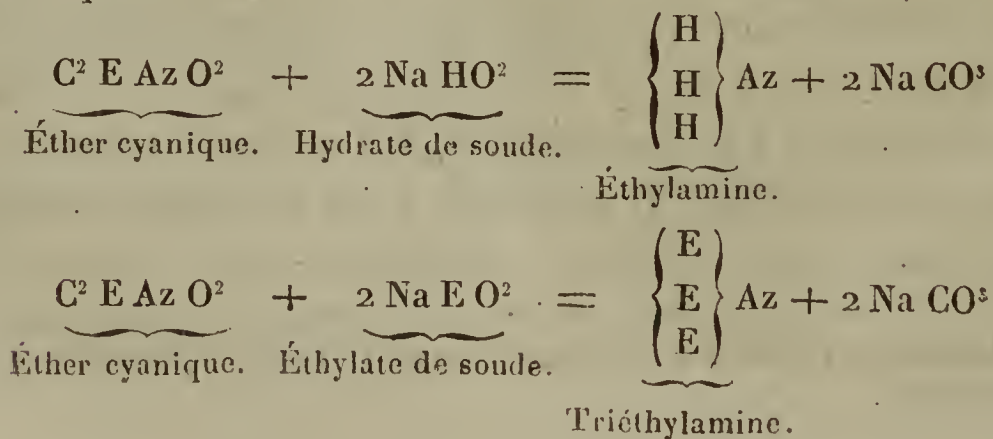 C² E Az O² + 2 Na HO² = { H H H } Az + 2 Na CO³
Éther cyanique. Hydrate de soude.
Éthylamine.
C² E Az O² + 2 Na E O² = { E E E } Az + 2 Na CO³
Éther cyanique. Éthylate de soude.
Triéthylamine.